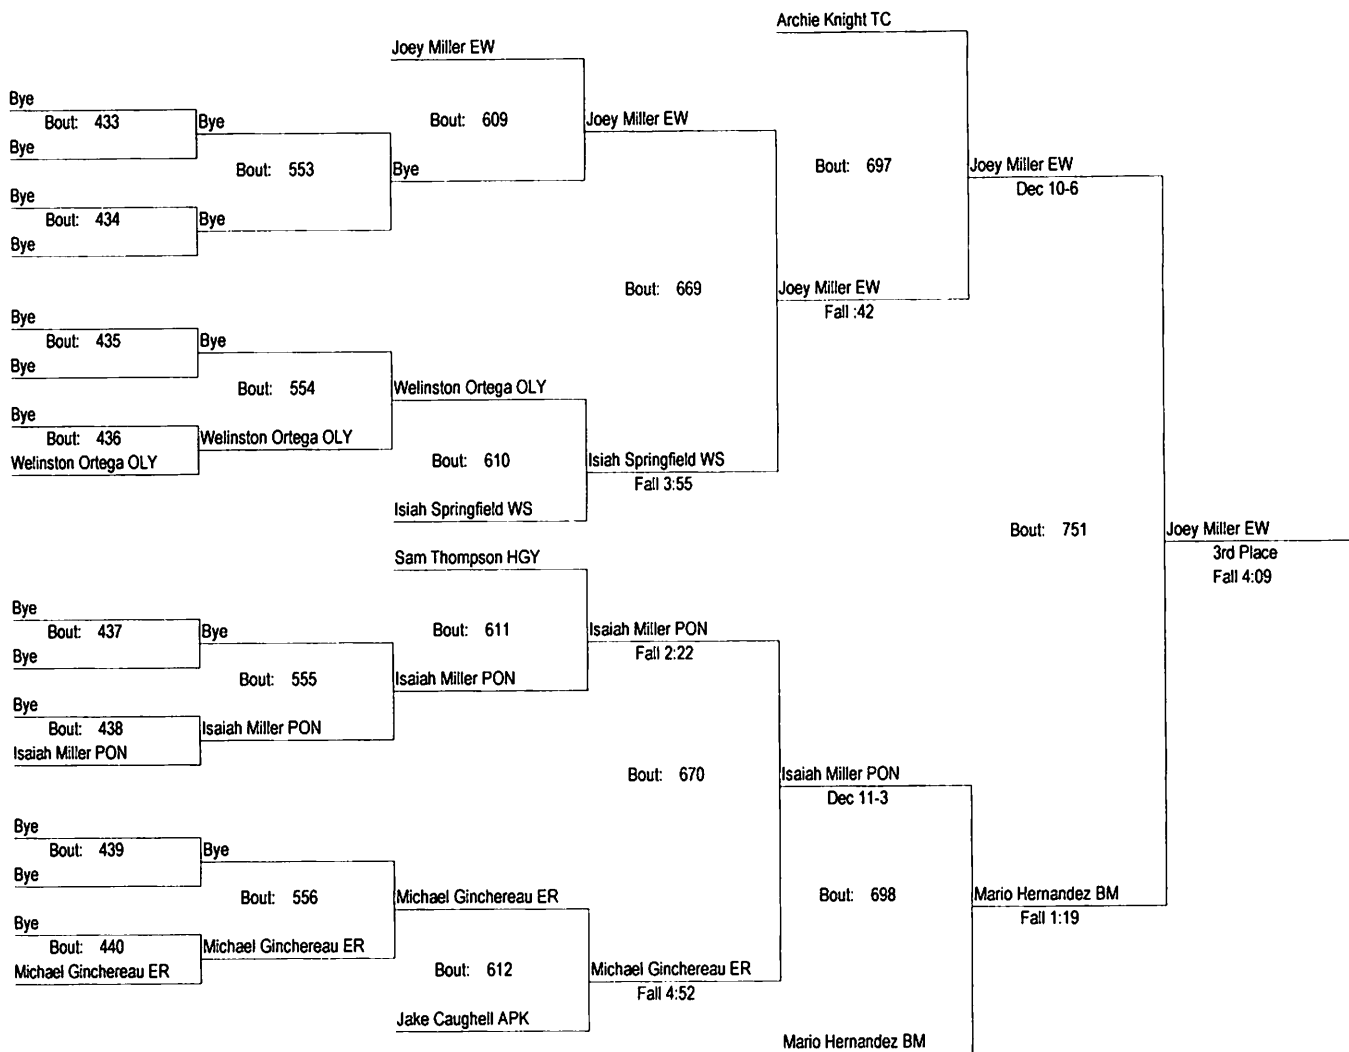 Archie Knight TC
Joey Miller EW
Bye
Bout: 433
Bye
Bye
Bout: 609
Joey Miller EW
Bout: 697
Joey Miller EW
Dec 10-6
Bout: 553
Bye
Bye
Bout: 434
Bye
Bye
Bout: 669
Joey Miller EW
Fall :42
Bye
Bout: 435
Bye
Bye
Bout: 554
Welinston Ortega OLY
Bye
Bout: 436
Welinston Ortega OLY
Welinston Ortega OLY
Bout: 610
Isiah Springfield WS
Fall 3:55
Isiah Springfield WS
Bout: 751
Joey Miller EW
3rd Place
Fall 4:09
Sam Thompson HGY
Bye
Bout: 437
Bye
Bye
Bout: 611
Isaiah Miller PON
Fall 2:22
Bout: 555
Isaiah Miller PON
Bye
Bout: 438
Isaiah Miller PON
Isaiah Miller PON
Bout: 670
Isaiah Miller PON
Dec 11-3
Bye
Bout: 439
Bye
Bye
Bout: 556
Michael Ginchereau ER
Bout: 698
Mario Hernandez BM
Fall 1:19
Bye
Bout: 440
Michael Ginchereau ER
Michael Ginchereau ER
Bout: 612
Michael Ginchereau ER
Fall 4:52
Jake Caughell APK
Mario Hernandez BM